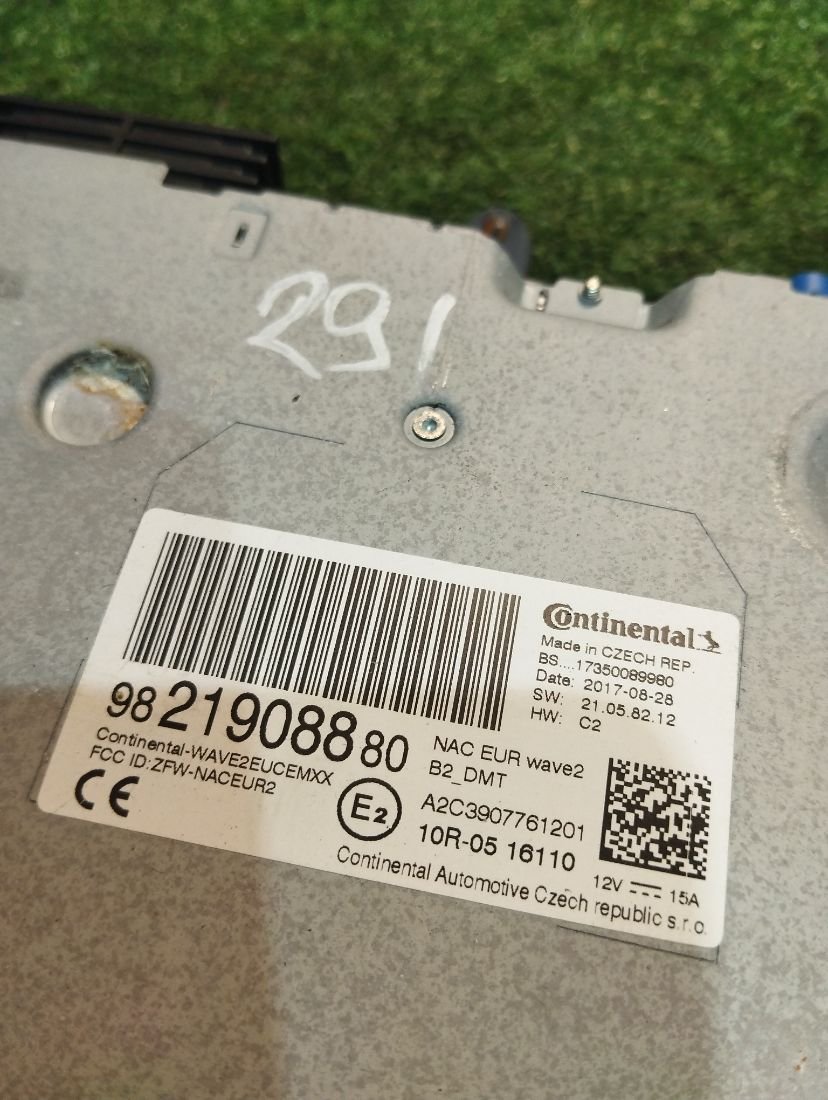 291
Continental
Made in CZECH REP.
BS....17350089980
Date: 2017-08-28
SW: 21.05.82.12
HW: C2
9821908880
NAC EUR wave2
B2_DMT
Continental-WAVE2EUCEMXX
FCC ID:ZFW-NACEUR2
CE
E2
A2C3907761201
10R-05 16110
12V 15A
Continental Automotive Czech republic s.r.o.